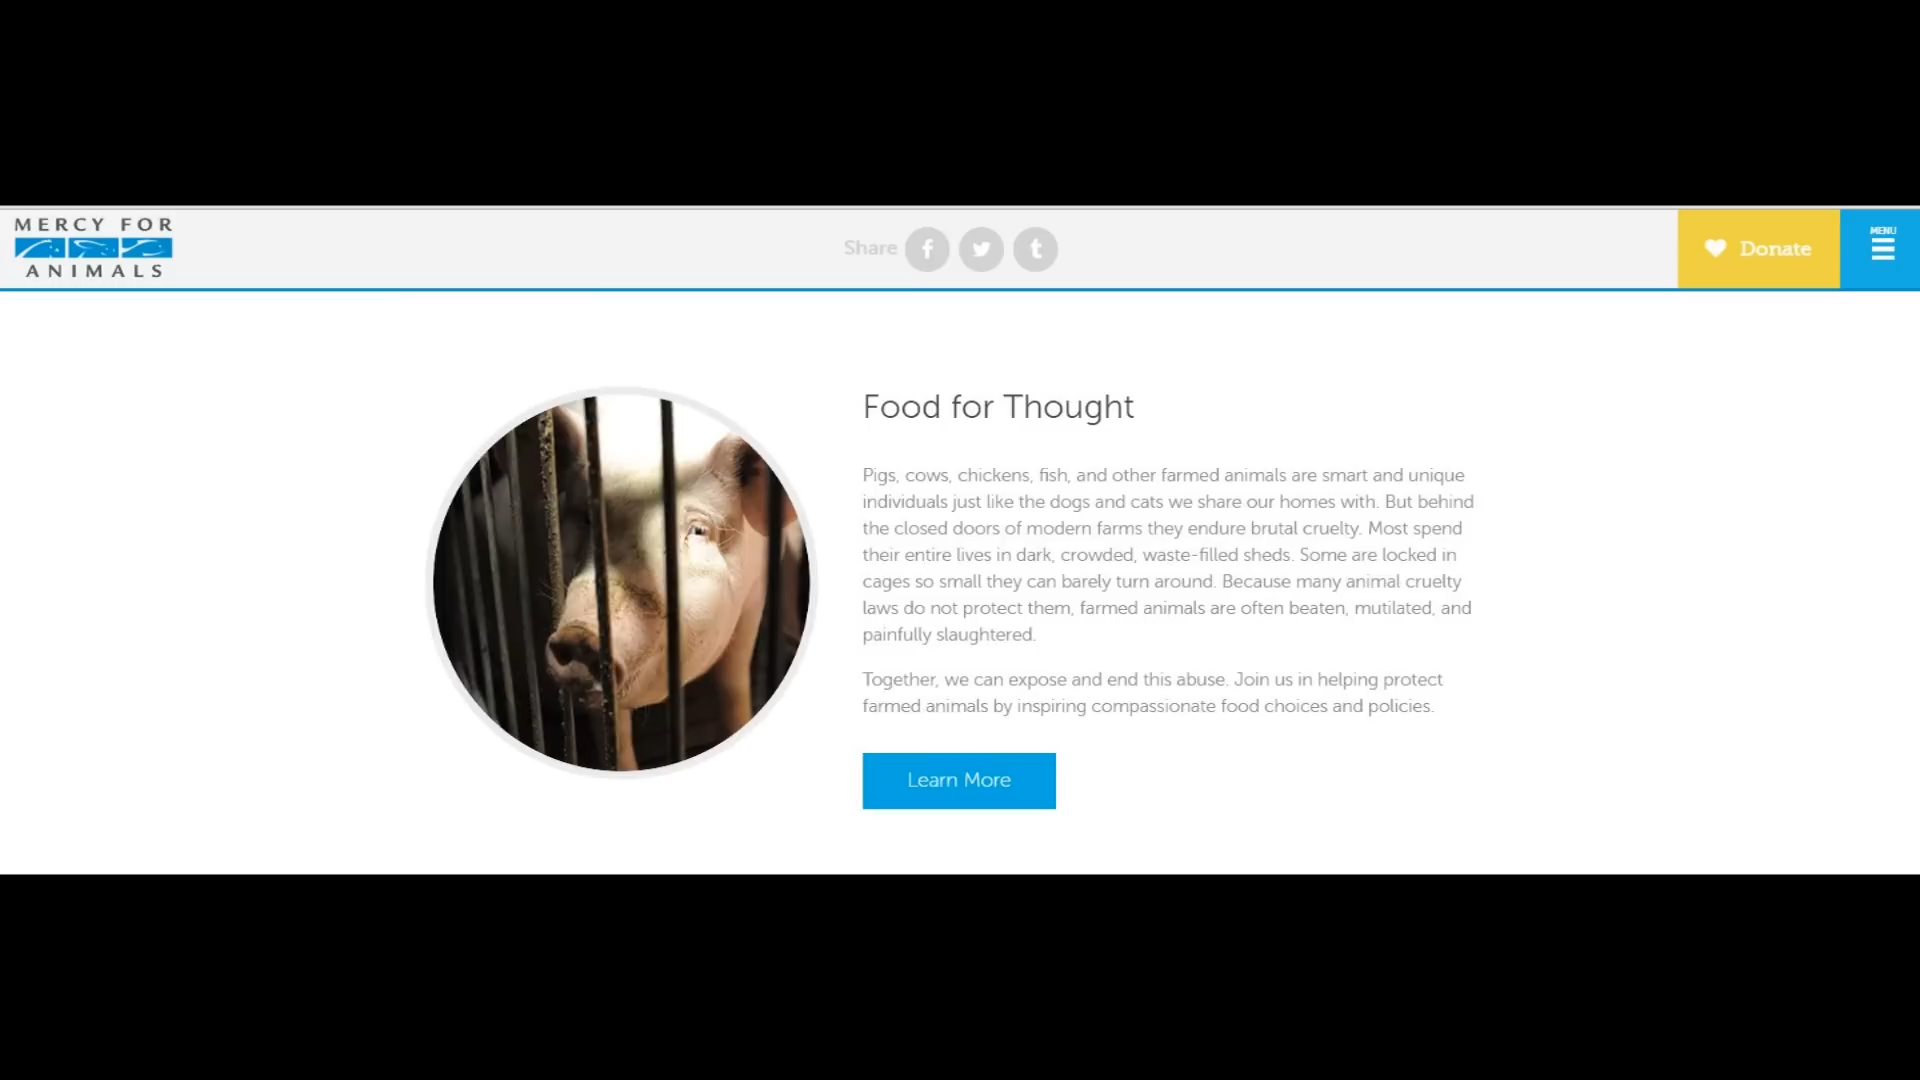 MERCY FOR
ANIMALS
Share
Donate
MENU
Food for Thought
Pigs, cows, chickens, fish, and other farmed animals are smart and unique
individuals just like the dogs and cats we share our homes with. But behind
the closed doors of modern farms they endure brutal cruelty. Most spend
their entire lives in dark, crowded, waste-filled sheds. Some are locked in
cages so small they can barely turn around. Because many animal cruelty
laws do not protect them, farmed animals are often beaten, mutilated, and
painfully slaughtered.
Together, we can expose and end this abuse. Join us in helping protect
farmed animals by inspiring compassionate food choices and policies.
Learn More